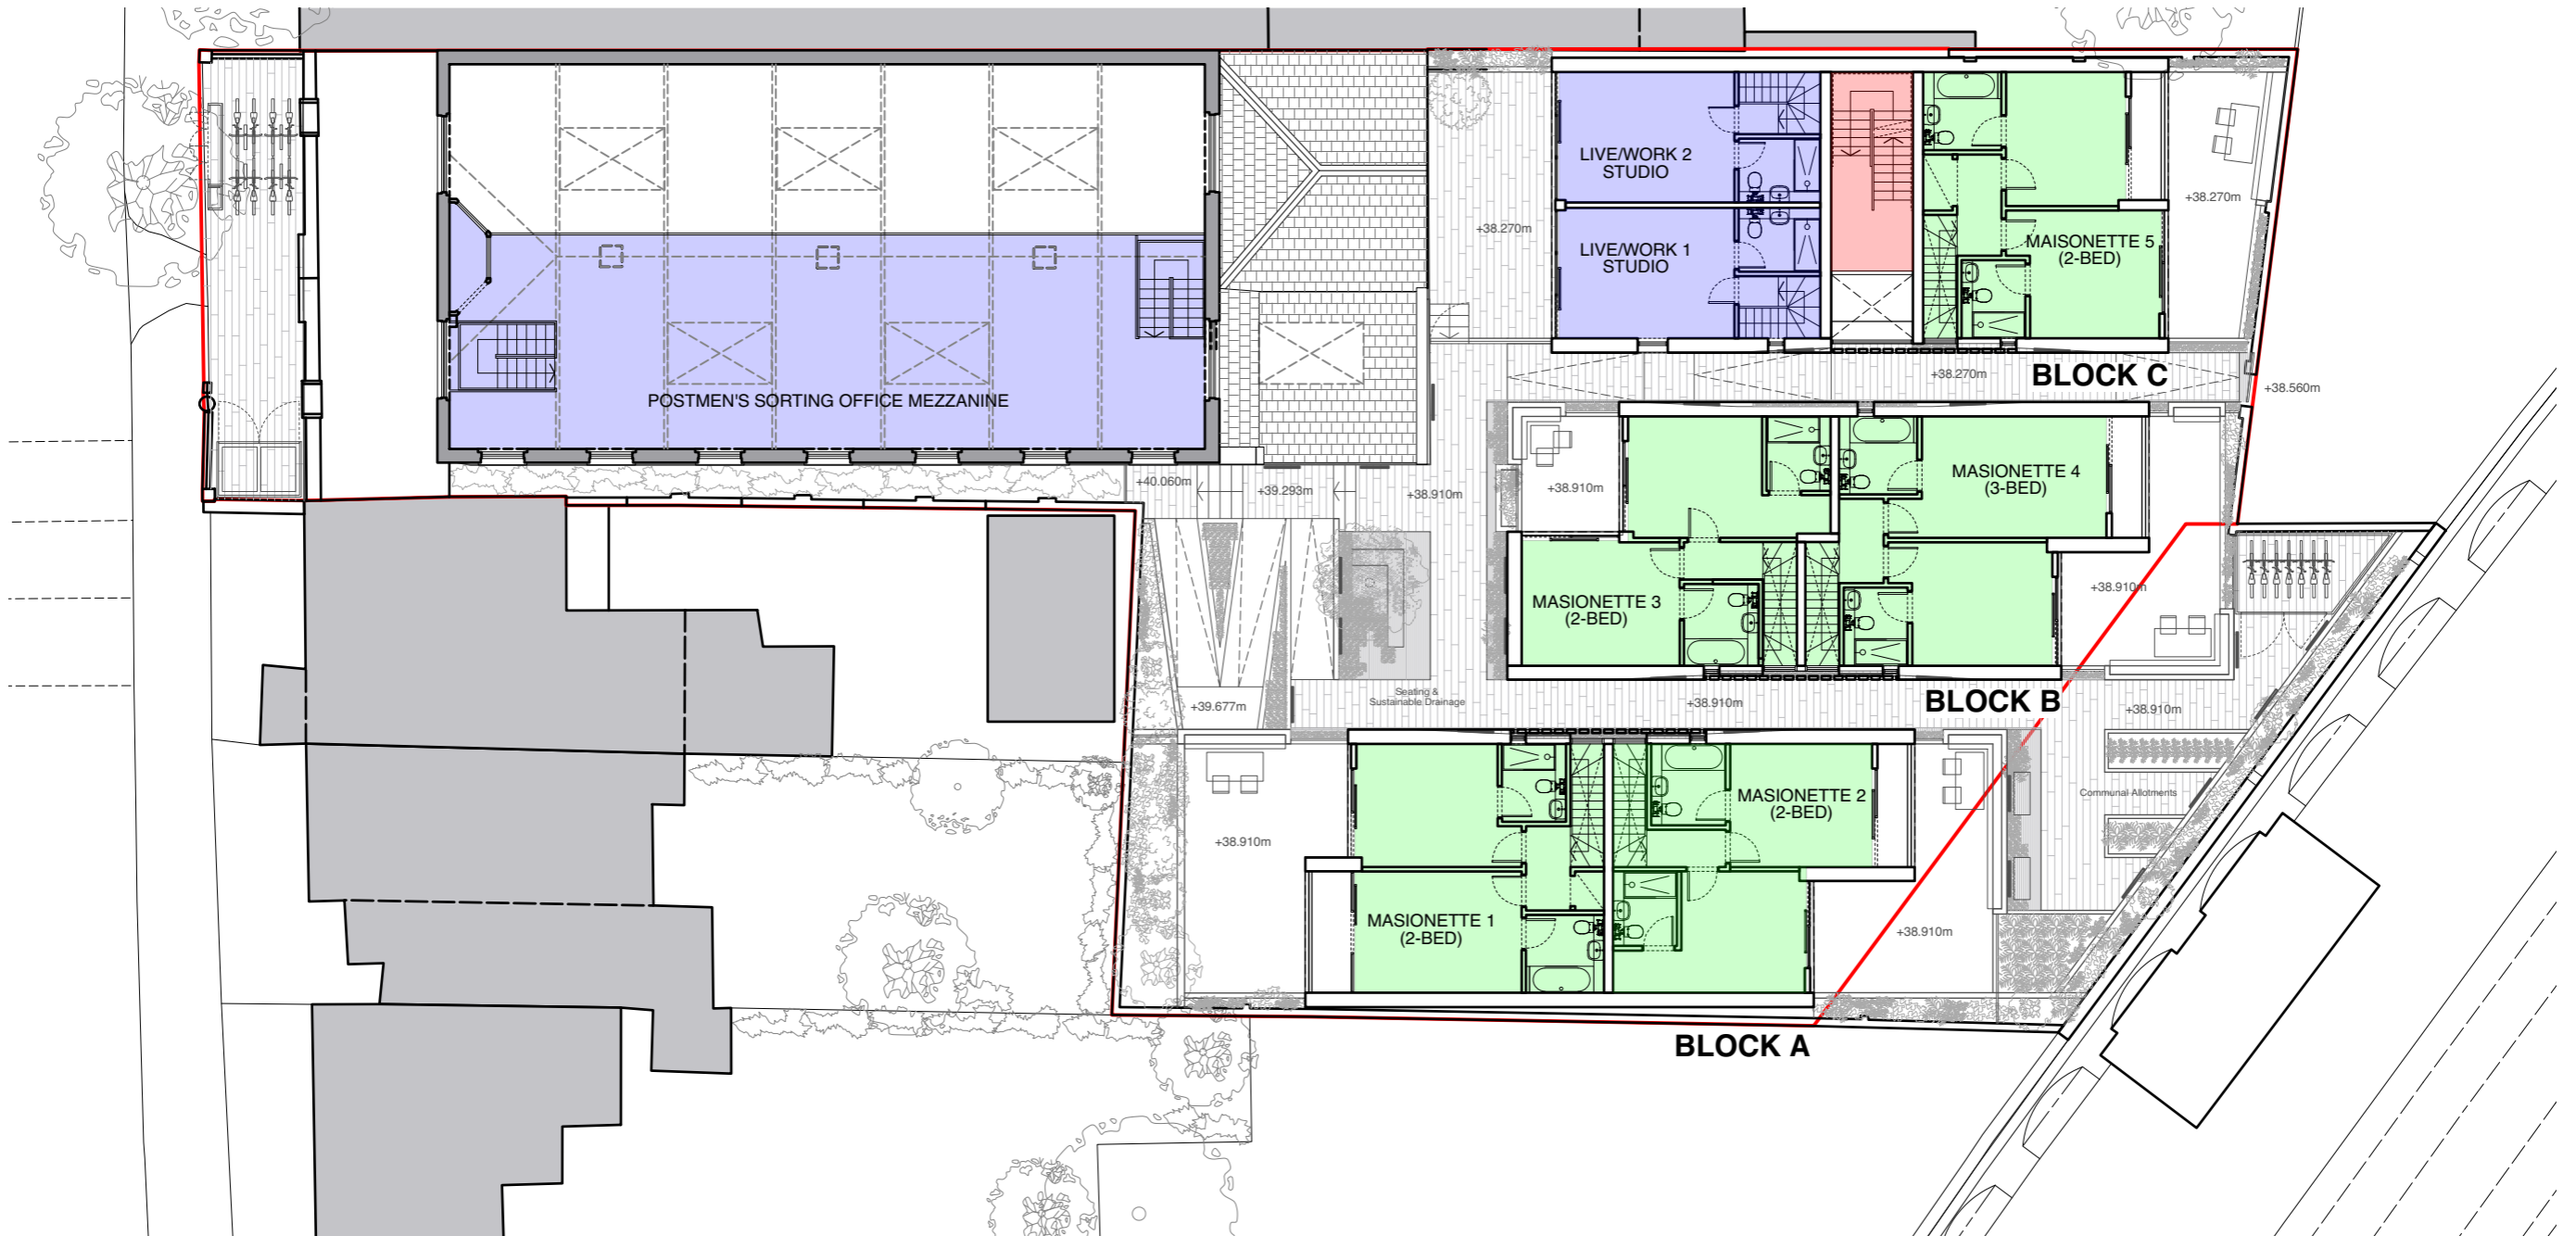 LIVE/WORK 2
STUDIO
+38.270m
+38.270m
LIVE/WORK 1
STUDIO
MAISONETTE 5
(2-BED)
+38.270m
BLOCK C
+38.560m
POSTMEN'S SORTING OFFICE MEZZANINE
+40.060m
+39.293m
+38.910m
+38.910m
MASIONETTE 4
(3-BED)
MASIONETTE 3
(2-BED)
+38.910m
Seating &
Sustainable Drainage
+39.677m
+38.910m
BLOCK B
+38.910m
+38.910m
MASIONETTE 2
(2-BED)
Communal Allotments
MASIONETTE 1
(2-BED)
+38.910m
BLOCK A